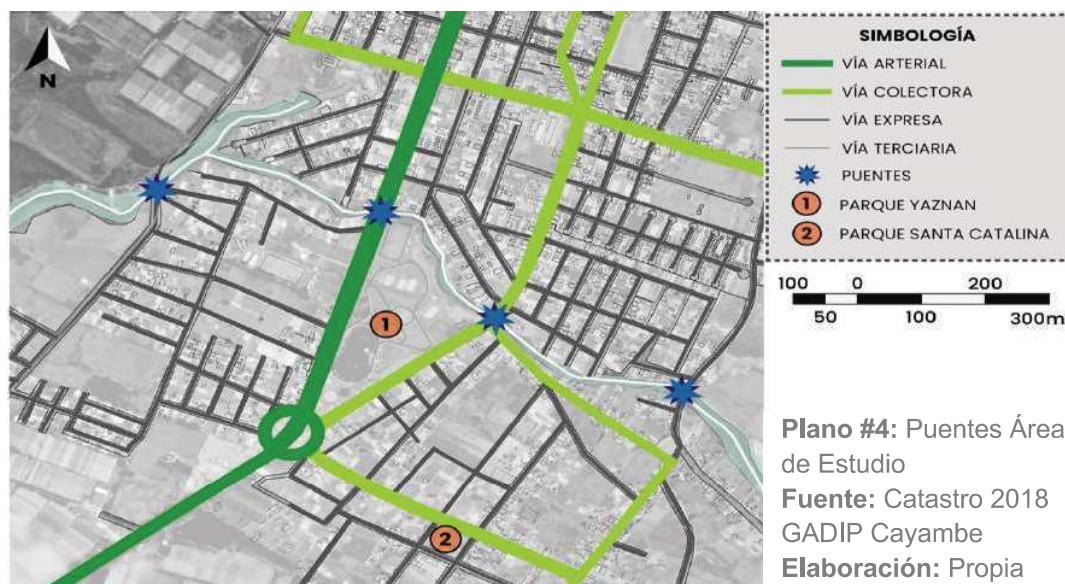 N
1
2
SIMBOLOGÍA
VÍA ARTERIAL
VÍA COLECTORA
VÍA EXPRESA
VÍA TERCIARIA
PUENTES
1 PARQUE YAZNAN
2 PARQUE SANTA CATALINA
100 0 200
50 100 300m
Plano #4: Puentes Área
de Estudio
Fuente: Catastro 2018
GADIP Cayambe
Elaboración: Propia